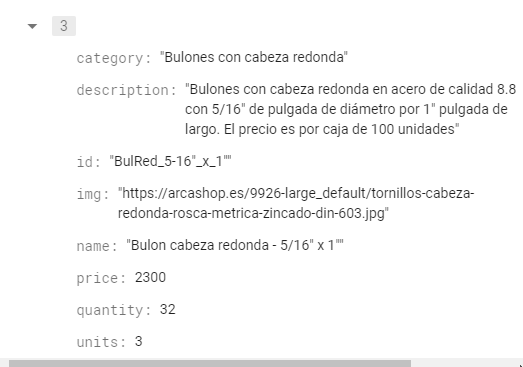 3
category: "Bulones con cabeza redonda"
description: "Bulones con cabeza redonda en acero de calidad 8.8
con 5/16" de pulgada de diámetro por 1" pulgada de
largo. El precio es por caja de 100 unidades"
id: "BulRed_5-16"_x_1""
img: "https://arcashop.es/9926-large_default/tornillos-cabeza-
redonda-rosca-metrica-zincado-din-603.jpg"
name: "Bulon cabeza redonda - 5/16" x 1""
price: 2300
quantity: 32
units: 3